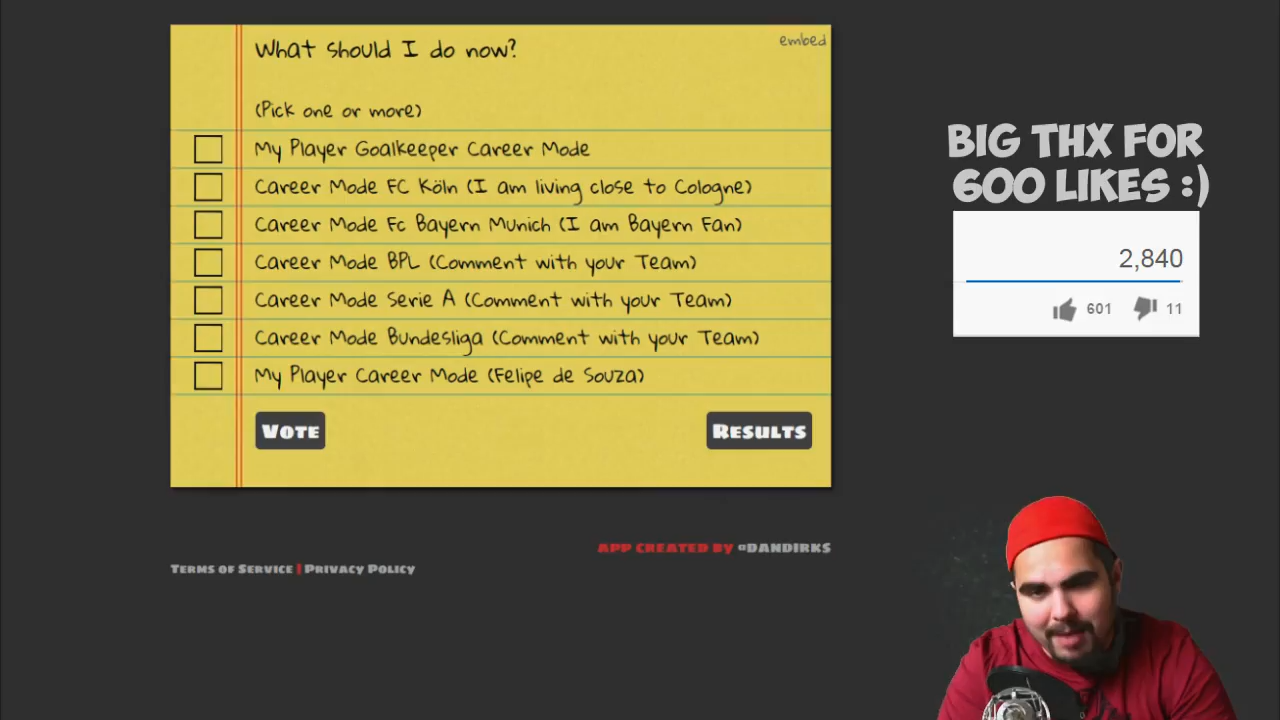 What should I do now?
embed
(Pick one or more)
My Player Goalkeeper Career Mode
Career Mode FC Köln (I am living close to Cologne)
Career Mode Fc Bayern Munich (I am Bayern Fan)
Career Mode BPL (Comment with your Team)
Career Mode Serie A (Comment with your Team)
Career Mode Bundesliga (Comment with your Team)
My Player Career Mode (Felipe de Souza)
VOTE
RESULTS
APP CREATED BY @DANDIRKS
TERMS OF SERVICE | PRIVACY POLICY
BIG THX FOR
600 LIKES :)
2,840
601 11